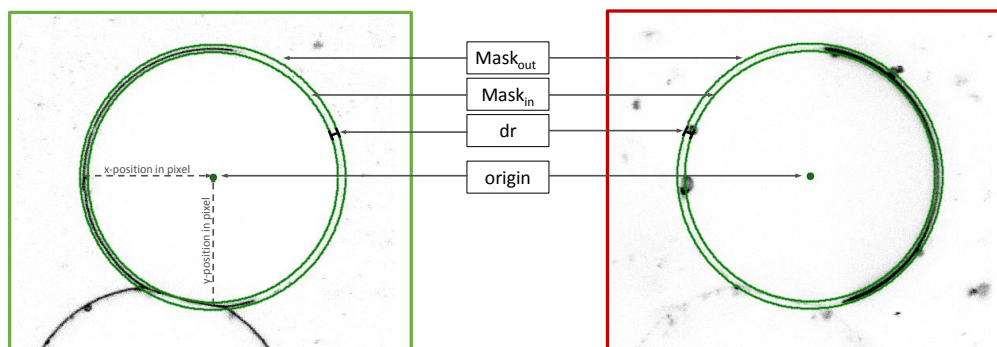 Mask_out
Mask_in
dr
origin
x-position in pixel
y-position in pixel